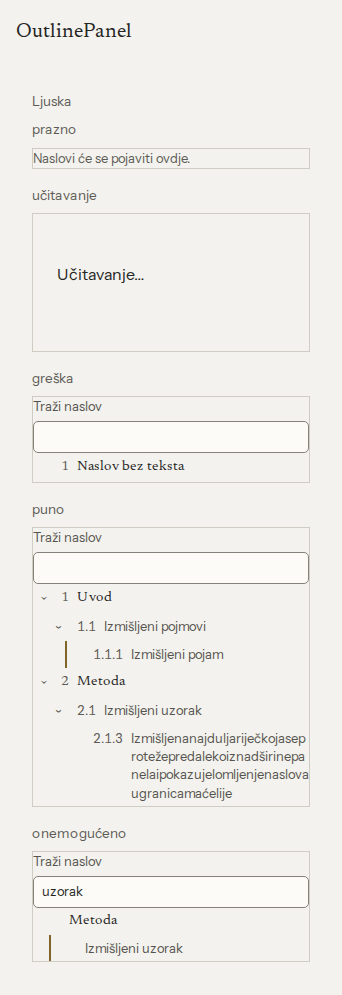 OutlinePanel
Ljuska
prazno
Naslovi će se pojaviti ovdje.
učitavanje
Učitavanje…
greška
Traži naslov
1 Naslov bez teksta
puno
Traži naslov
1 Uvod
1.1 Izmišljeni pojmovi
1.1.1 Izmišljeni pojam
2 Metoda
2.1 Izmišljeni uzorak
2.1.3 Izmišljenanajduljariječkojasep
rotežepredalekoiznadširinepa
nelaipokazujelomljenjenaslova
ugranicamaćelije
onemogućeno
Traži naslov
uzorak
Metoda
Izmišljeni uzorak